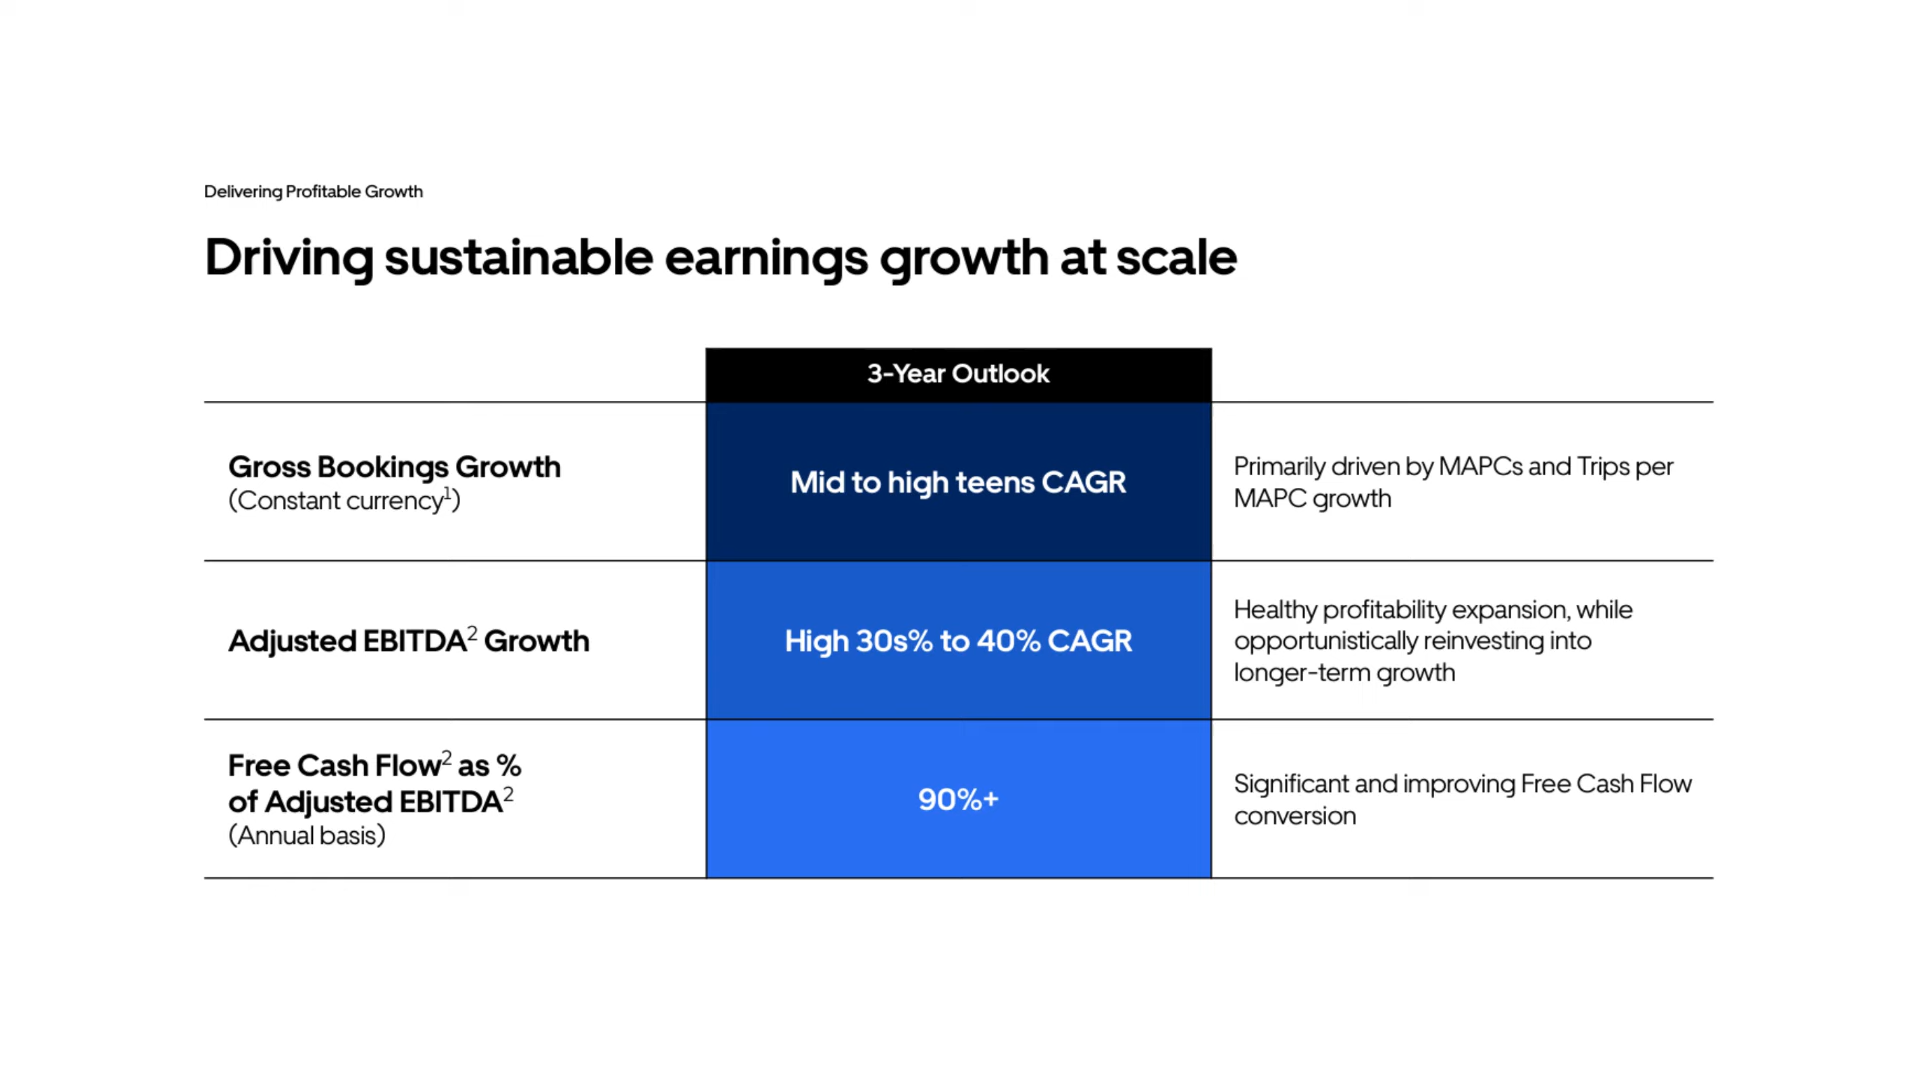 Delivering Profitable Growth
Driving sustainable earnings growth at scale
3-Year Outlook
Gross Bookings Growth
(Constant currency¹)
Mid to high teens CAGR
Primarily driven by MAPCs and Trips per
MAPC growth
Adjusted EBITDA² Growth
High 30s% to 40% CAGR
Healthy profitability expansion, while
opportunistically reinvesting into
longer-term growth
Free Cash Flow² as %
of Adjusted EBITDA²
(Annual basis)
90%+
Significant and improving Free Cash Flow
conversion